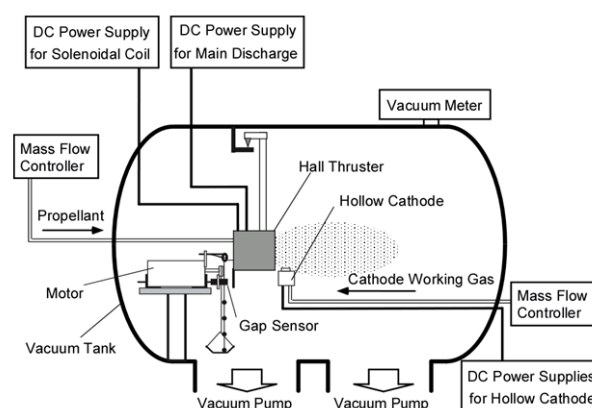 DC Power Supply
for Solenoidal Coil
DC Power Supply
for Main Discharge
Vacuum Meter
Mass Flow
Controller
Hall Thruster
Hollow Cathode
Propellant
Motor
Cathode Working Gas
Gap Sensor
Mass Flow
Controller
Vacuum Tank
DC Power Supplies
for Hollow Cathode
Vacuum Pump
Vacuum Pump